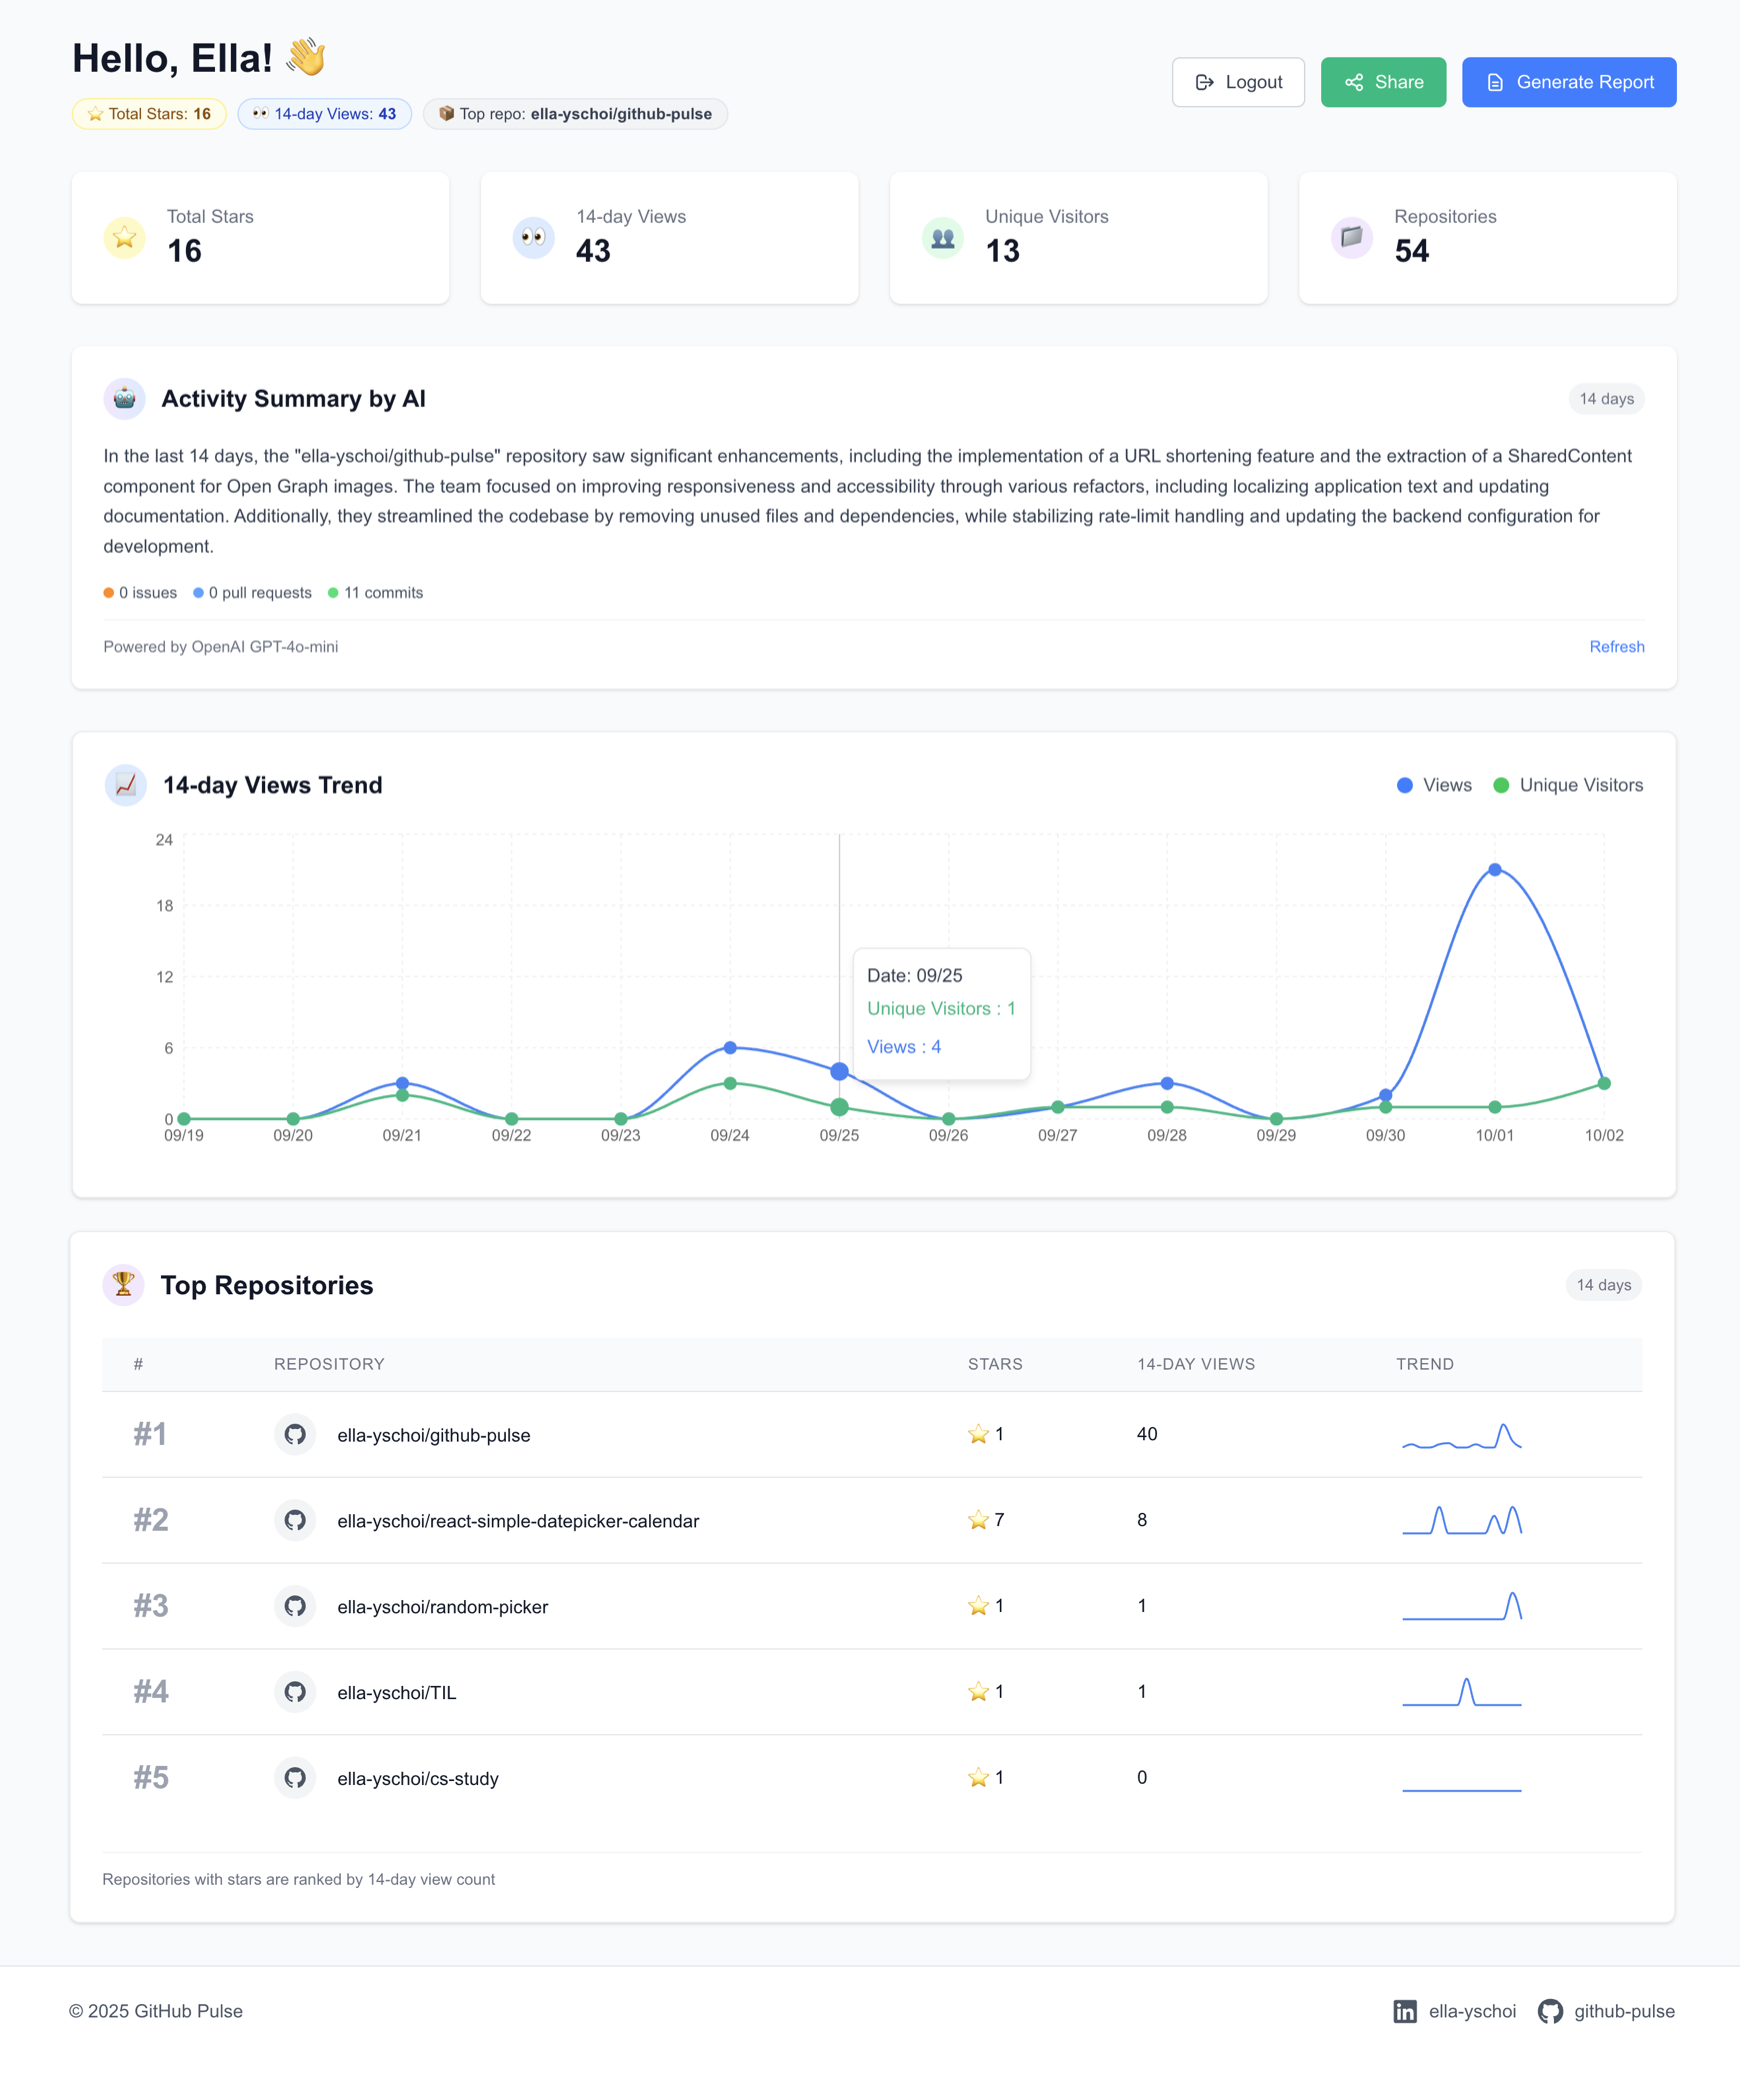 Hello, Ella! 👋
⭐ Total Stars: 16
👀 14-day Views: 43
📦 Top repo: ella-yschoi/github-pulse
Logout
Share
Generate Report
Total Stars
16
14-day Views
43
Unique Visitors
13
Repositories
54
Activity Summary by AI
14 days
In the last 14 days, the "ella-yschoi/github-pulse" repository saw significant enhancements, including the implementation of a URL shortening feature and the extraction of a SharedContent
component for Open Graph images. The team focused on improving responsiveness and accessibility through various refactors, including localizing application text and updating
documentation. Additionally, they streamlined the codebase by removing unused files and dependencies, while stabilizing rate-limit handling and updating the backend configuration for
development.
0 issues
0 pull requests
11 commits
Powered by OpenAI GPT-4o-mini
Refresh
14-day Views Trend
Views
Unique Visitors
24
18
12
6
0
Date: 09/25
Unique Visitors : 1
Views : 4
09/19 09/20 09/21 09/22 09/23 09/24 09/25 09/26 09/27 09/28 09/29 09/30 10/01 10/02
Top Repositories
14 days
# REPOSITORY STARS 14-DAY VIEWS TREND
#1 ella-yschoi/github-pulse ⭐ 1 40
#2 ella-yschoi/react-simple-datepicker-calendar ⭐ 7 8
#3 ella-yschoi/random-picker ⭐ 1 1
#4 ella-yschoi/TIL ⭐ 1 1
#5 ella-yschoi/cs-study ⭐ 1 0
Repositories with stars are ranked by 14-day view count
© 2025 GitHub Pulse
in ella-yschoi
github-pulse